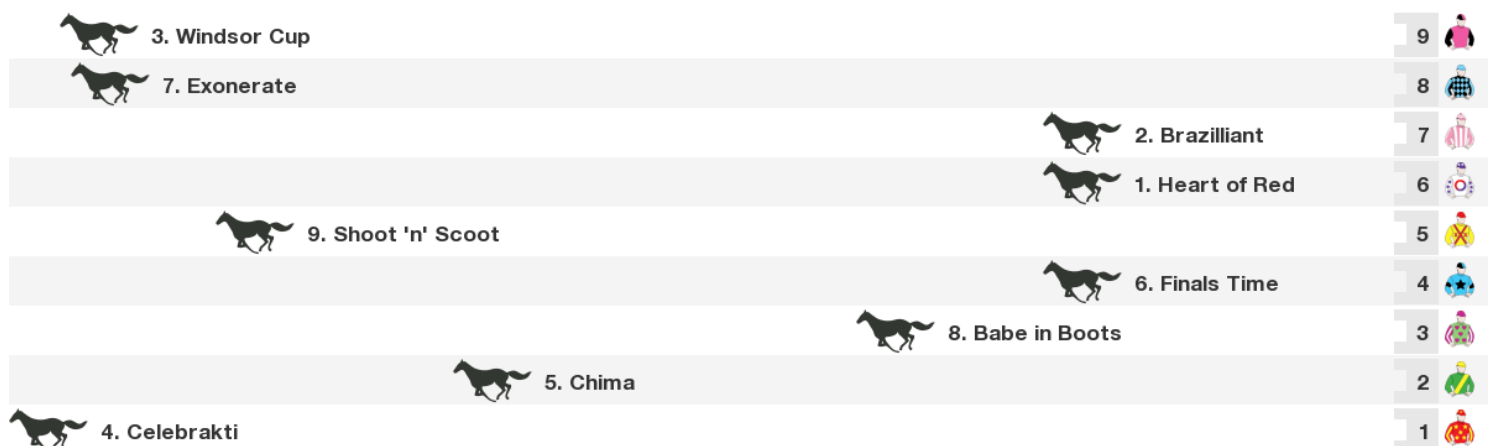 3. Windsor Cup 9
7. Exonerate 8
2. Brazilliant 7
1. Heart of Red 6
9. Shoot 'n' Scoot 5
6. Finals Time 4
8. Babe in Boots 3
5. Chima 2
4. Celebrakti 1